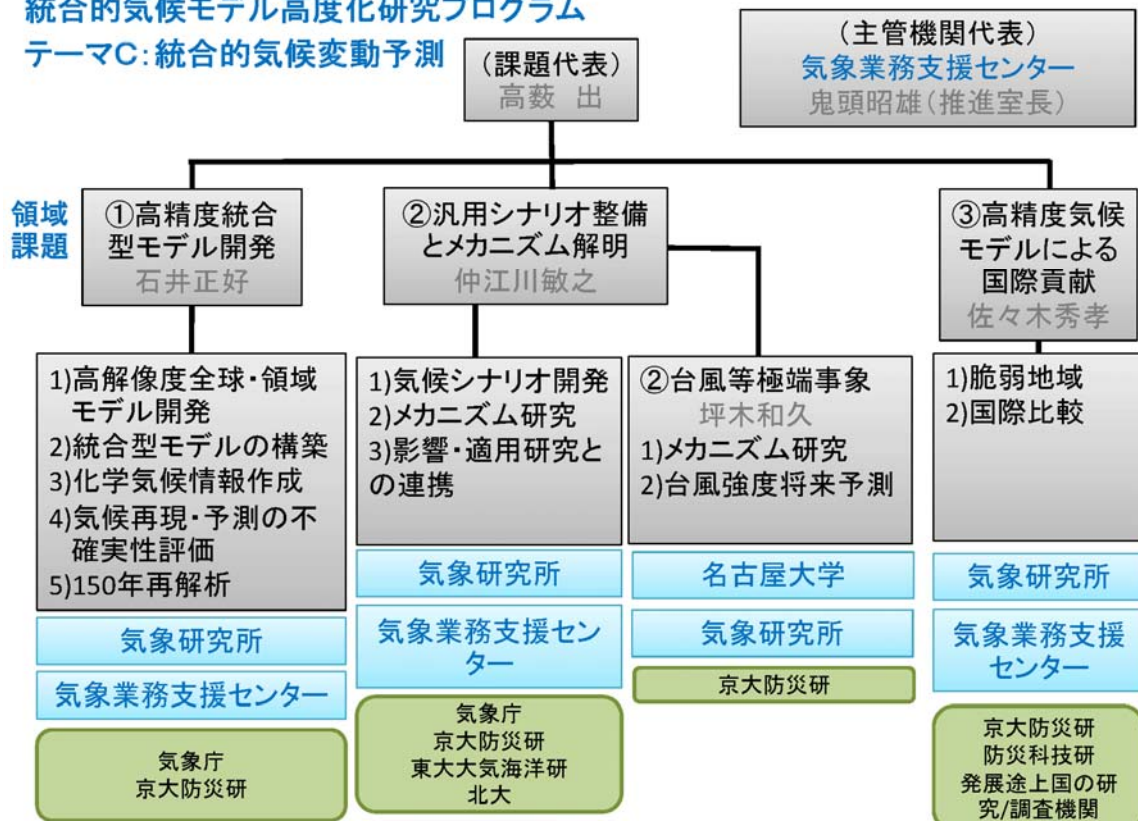 統合的気候モデル高度化研究プログラム
テーマC:統合的気候変動予測
(課題代表)
高薮 出
(主管機関代表)
気象業務支援センター
鬼頭昭雄(推進室長)
領域
課題
①高精度統合
型モデル開発
石井正好
②汎用シナリオ整備
とメカニズム解明
仲江川敏之
③高精度気候
モデルによる
国際貢献
佐々木秀孝
1)高解像度全球・領域
モデル開発
2)統合型モデルの構築
3)化学気候情報作成
4)気候再現・予測の不
確実性評価
5)150年再解析
気象研究所
気象業務支援センター
気象庁
京大防災研
1)気候シナリオ開発
2)メカニズム研究
3)影響・適用研究と
の連携
気象研究所
気象業務支援セン
ター
気象庁
京大防災研
東大大気海洋研
北大
②台風等極端事象
坪木和久
1)メカニズム研究
2)台風強度将来予測
名古屋大学
気象研究所
京大防災研
1)脆弱地域
2)国際比較
気象研究所
気象業務支援
センター
京大防災研
防災科技研
発展途上国の研
究/調査機関